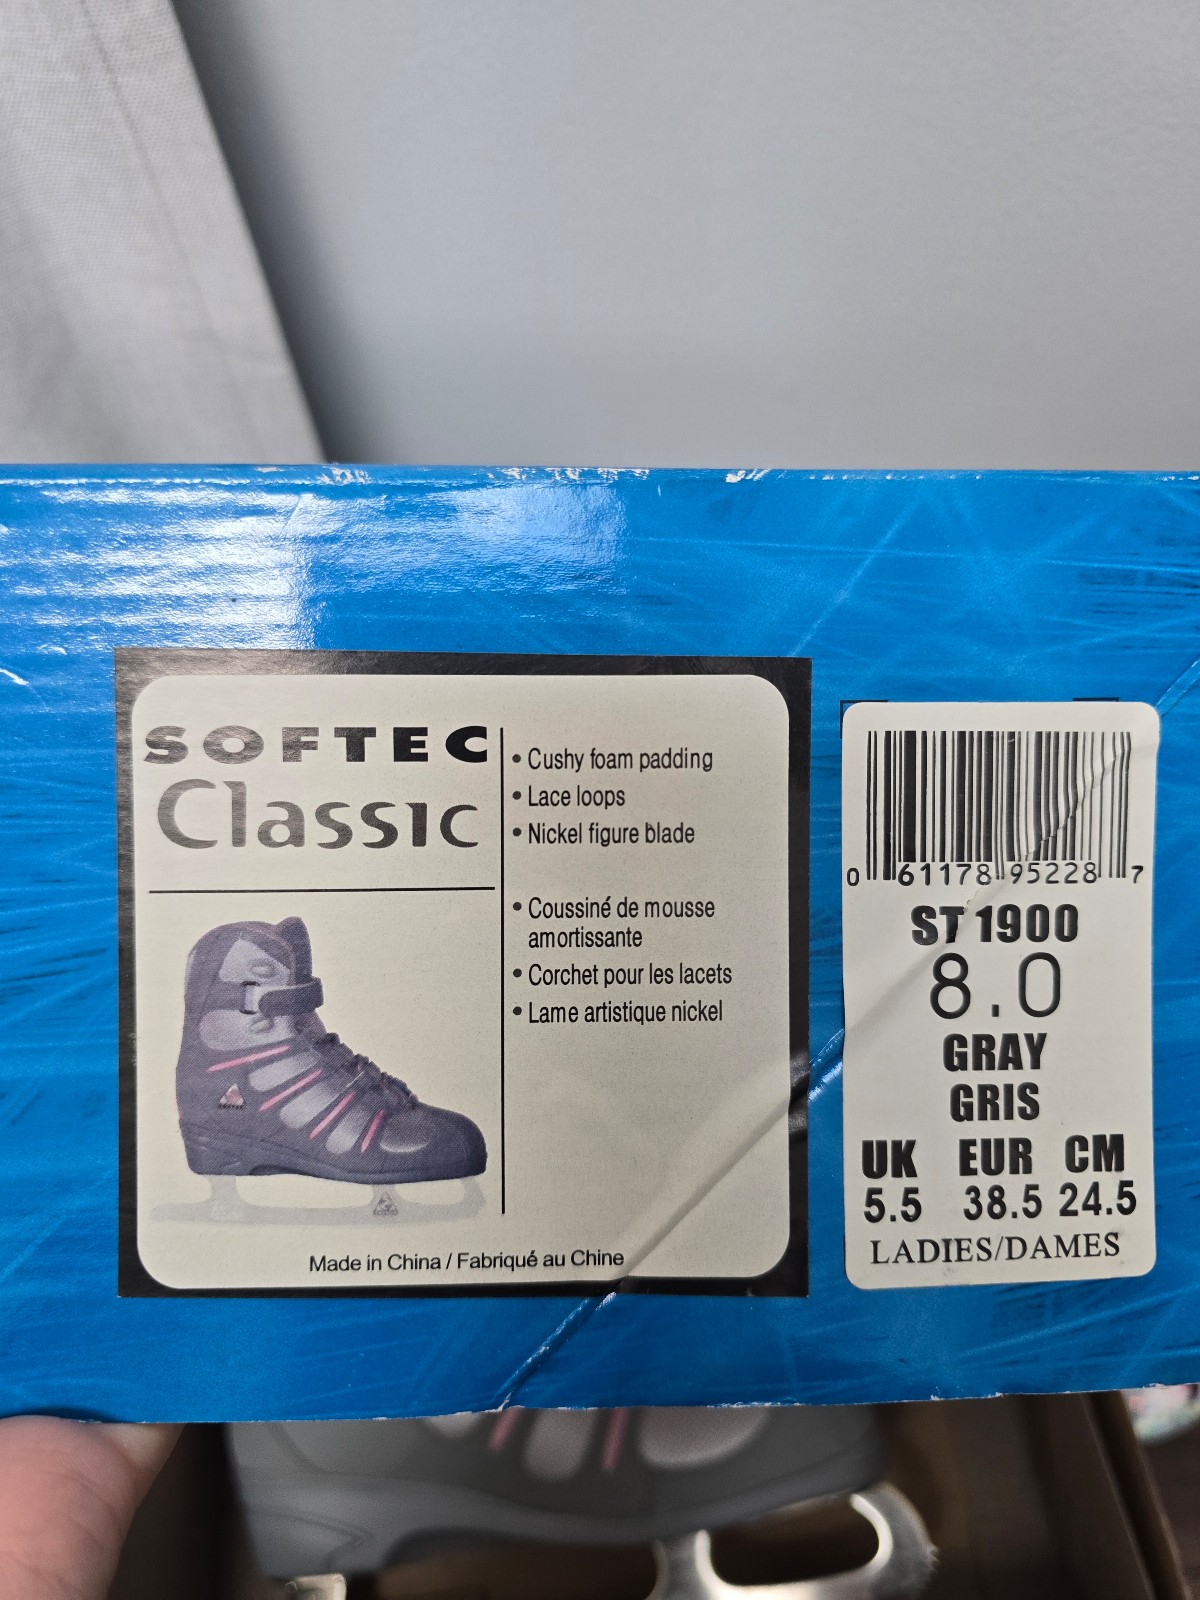 SOFTEC
Classic
• Cushy foam padding
• Lace loops
• Nickel figure blade
• Coussiné de mousse
amortissante
• Corchet pour les lacets
• Lame artistique nickel
Made in China / Fabriqué au Chine
0 61178 95228 7
ST 1900
8.0
GRAY
GRIS
UK EUR CM
5.5 38.5 24.5
LADIES/DAMES